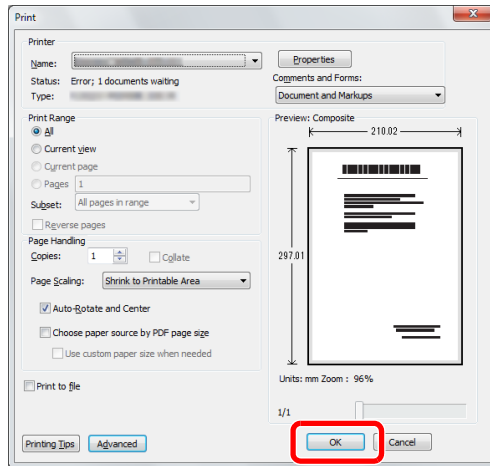 Print
Printer
Name:
Properties
Status: Error; 1 documents waiting
Comments and Forms:
Type:
Document and Markups
Print Range
Preview: Composite
All
210.02
Current view
Current page
Pages 1
Subset: All pages in range
Reverse pages
Page Handling
Copies: 1 Collate
297.01
Page Scaling: Shrink to Printable Area
Auto-Rotate and Center
Choose paper source by PDF page size
Use custom paper size when needed
Print to file
Units: mm Zoom : 96%
1/1
Printing Tips Advanced OK Cancel